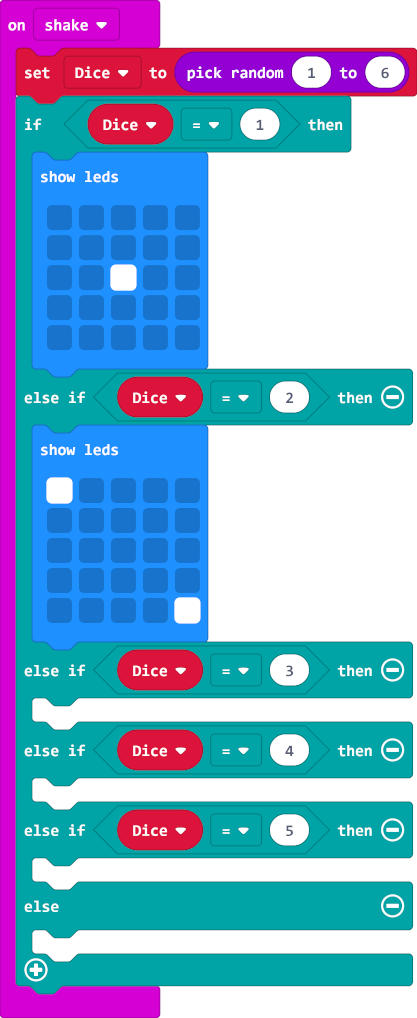 on shake
set Dice to pick random 1 to 6
if Dice = 1 then
show leds
else if Dice = 2 then
show leds
else if Dice = 3 then
else if Dice = 4 then
else if Dice = 5 then
else